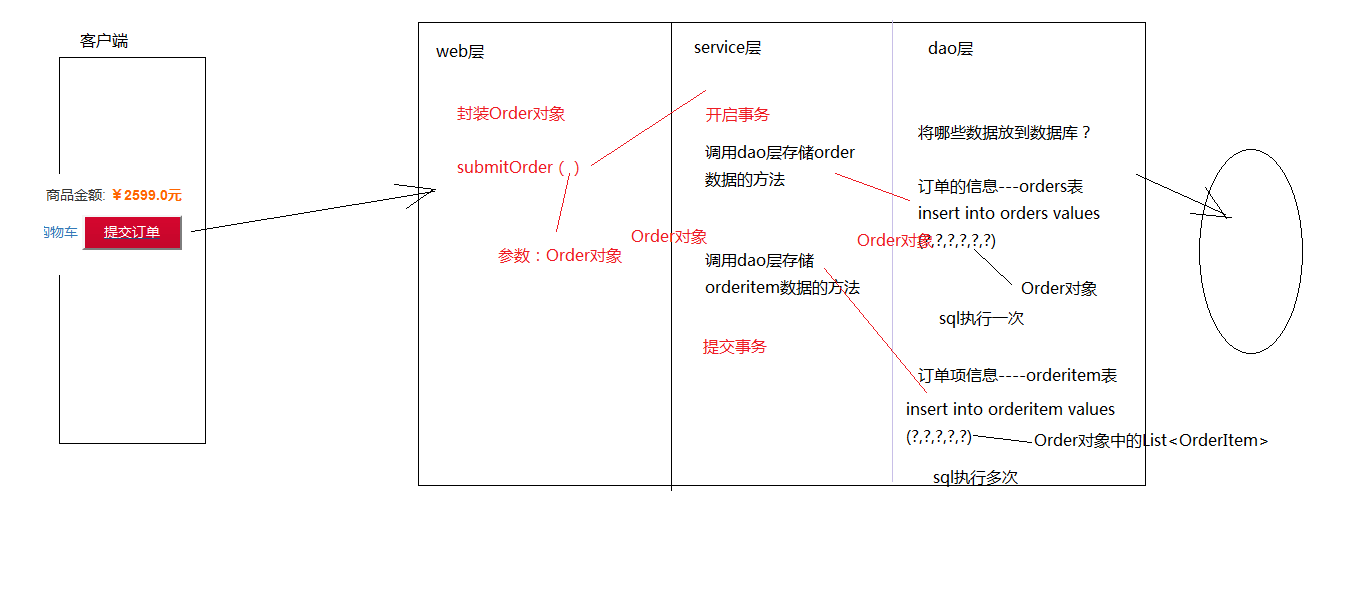 客户端
商品金额: ￥2599.0元
购物车
提交订单
web层
封装Order对象
submitOrder（ ）
参数：Order对象
service层
开启事务
调用dao层存储order
数据的方法
Order对象
调用dao层存储
orderitem数据的方法
提交事务
dao层
将哪些数据放到数据库？
订单的信息---orders表
insert into orders values
(?,?,?,?,?,?)
Order对象
Order对象
sql执行一次
订单项信息----orderitem表
insert into orderitem values
(?,?,?,?,?)
Order对象中的List<OrderItem>
sql执行多次